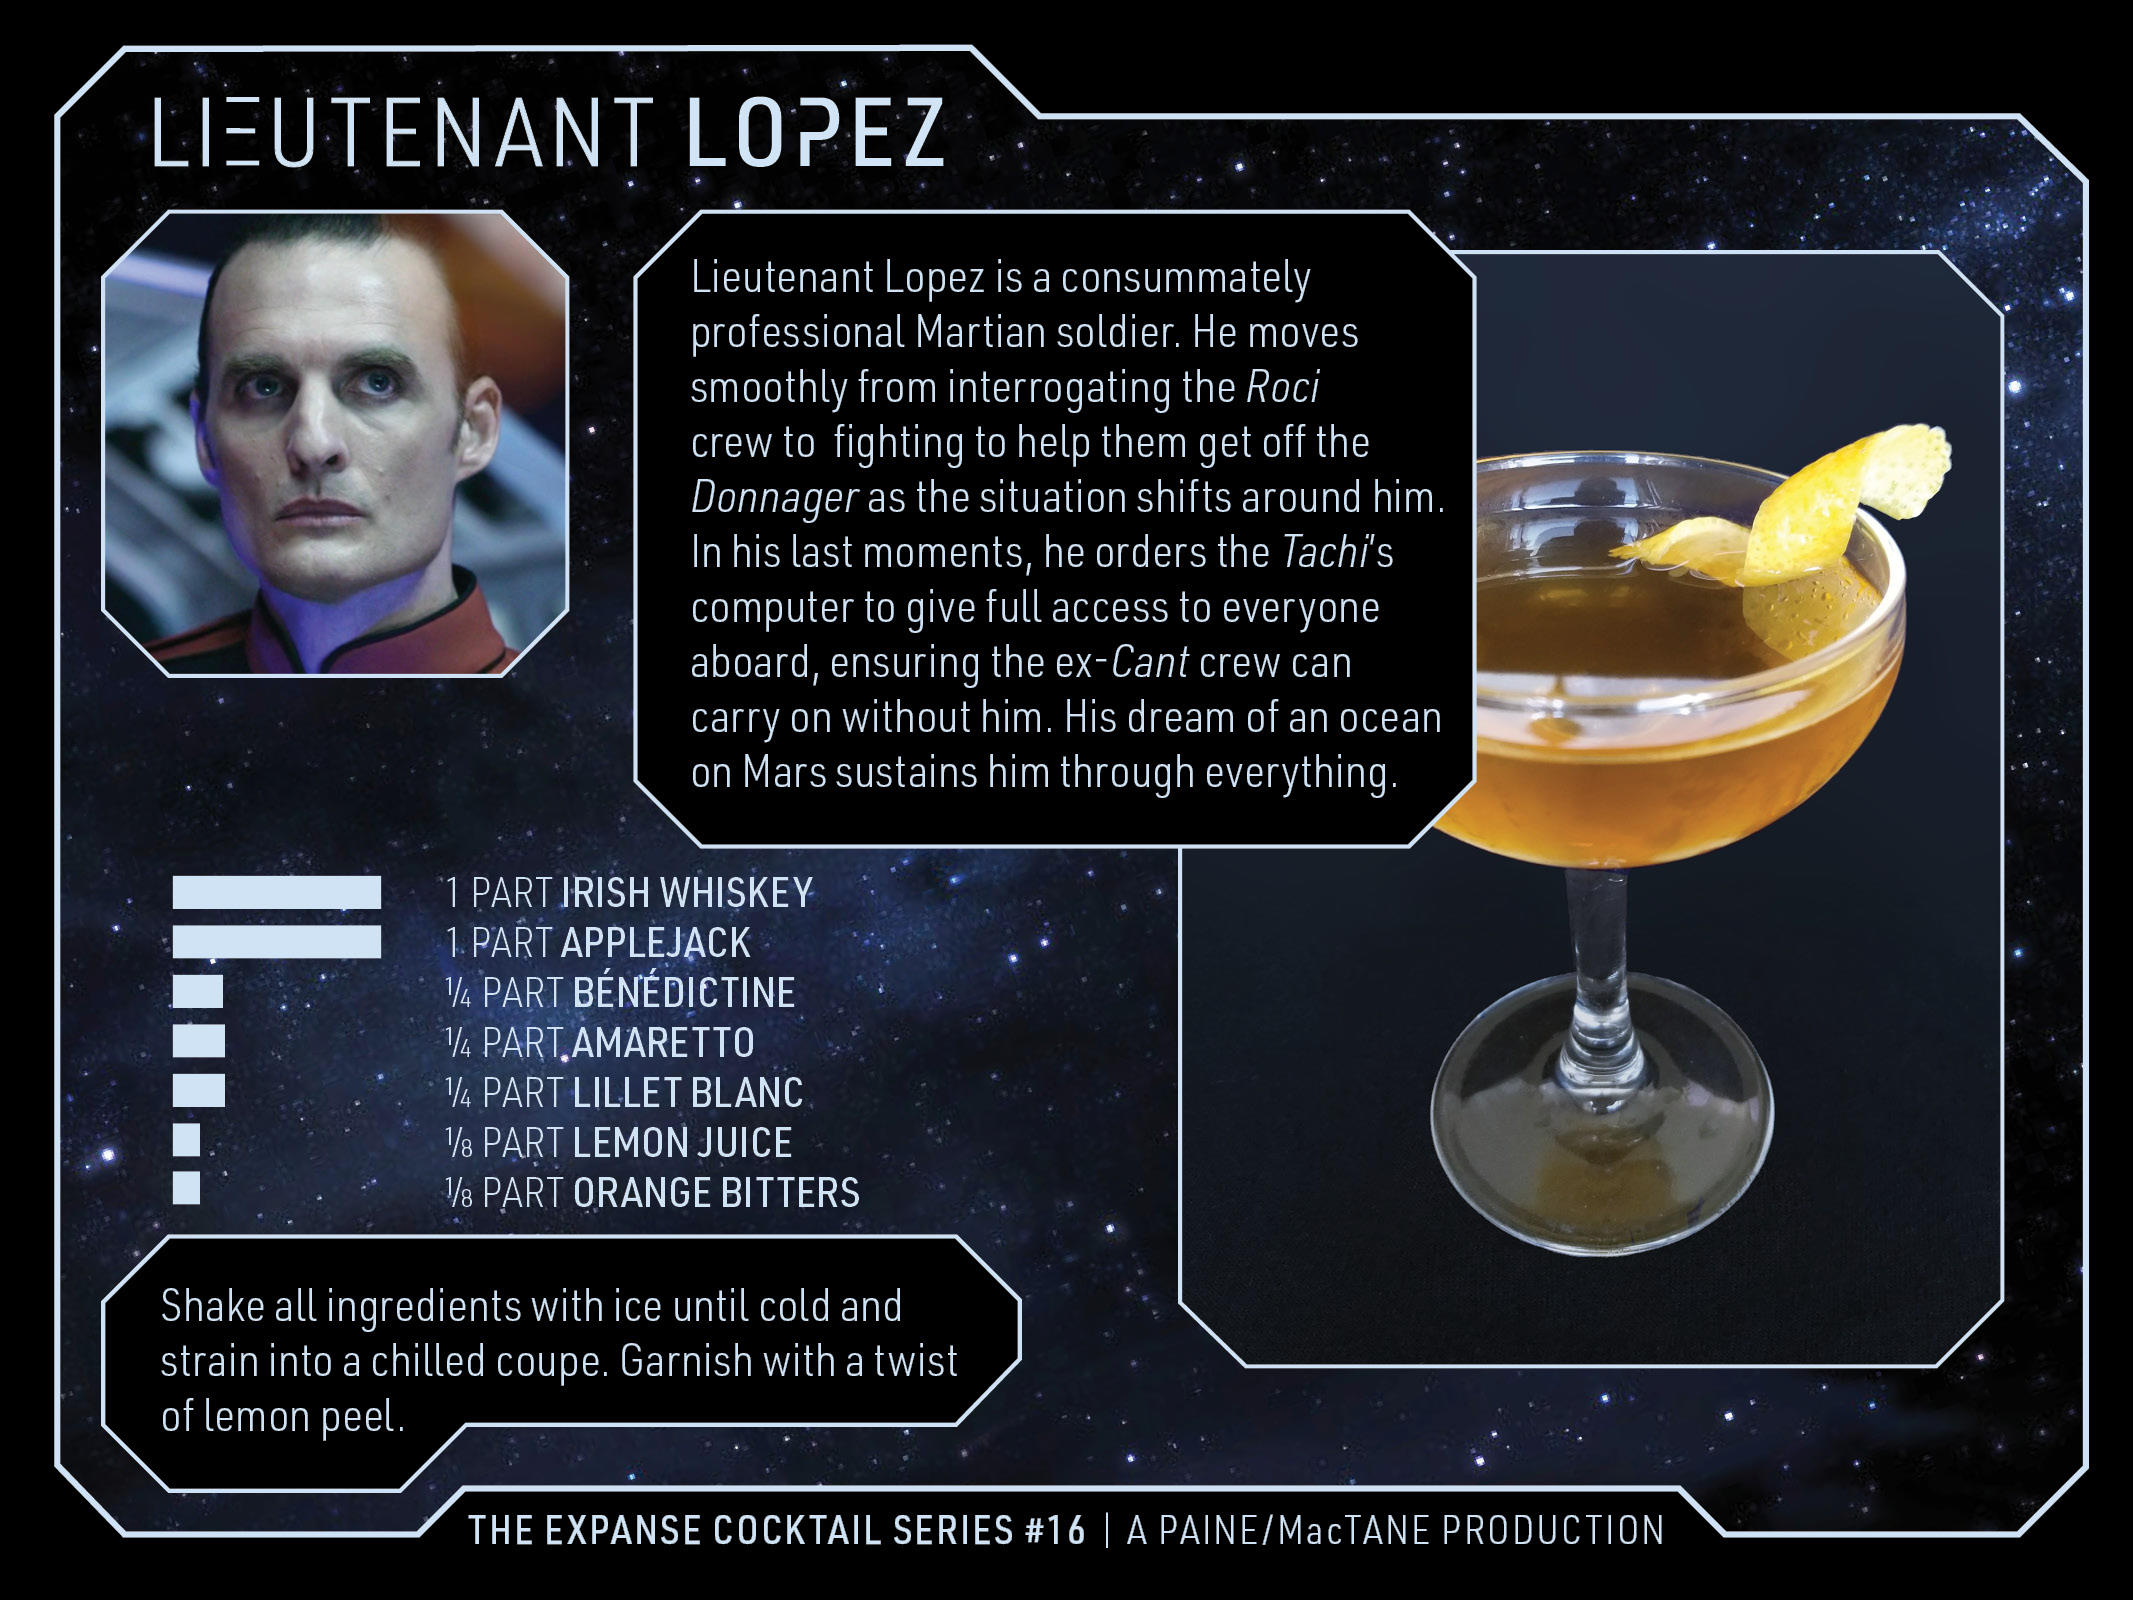 LIEUTENANT LOPEZ
Lieutenant Lopez is a consummately
professional Martian soldier. He moves
smoothly from interrogating the Roci
crew to  fighting to help them get off the
Donnager as the situation shifts around him.
In his last moments, he orders the Tachi's
computer to give full access to everyone
aboard, ensuring the ex-Cant crew can
carry on without him. His dream of an ocean
on Mars sustains him through everything.
1 PART IRISH WHISKEY
1 PART APPLEJACK
1/4 PART BÉNÉDICTINE
1/4 PART AMARETTO
1/4 PART LILLET BLANC
1/8 PART LEMON JUICE
1/8 PART ORANGE BITTERS
Shake all ingredients with ice until cold and
strain into a chilled coupe. Garnish with a twist
of lemon peel.
THE EXPANSE COCKTAIL SERIES #16 | A PAINE/MacTANE PRODUCTION